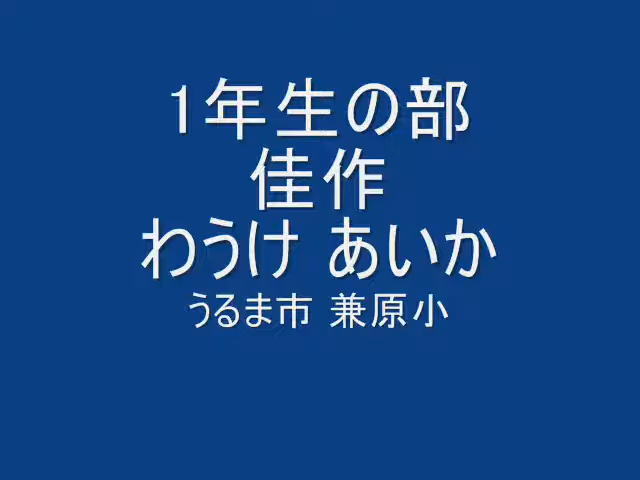 1年生の部
佳作
わうけ あいか
うるま市 兼原小